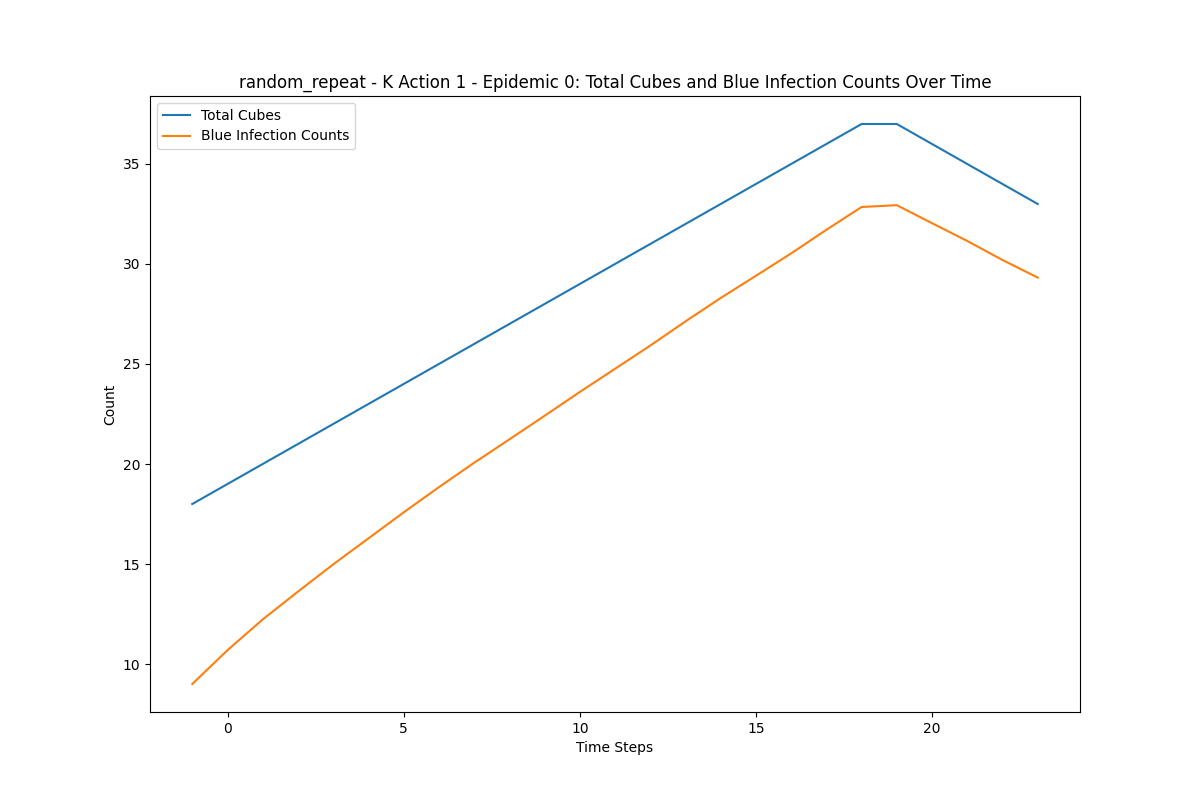 random_repeat - K Action 1 - Epidemic 0: Total Cubes and Blue Infection Counts Over Time
Total Cubes
Blue Infection Counts
35
30
25
20
15
10
Count
0 5 10 15 20
Time Steps